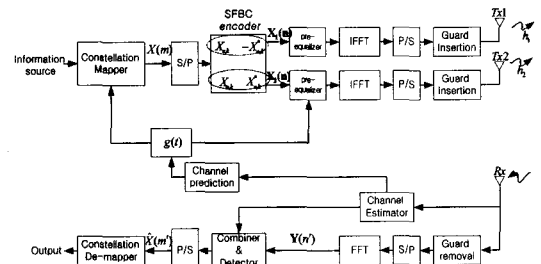 SFBC
encoder
Tx1
Information
source
Constellation
Mapper
X(m)
S/P
X₁(n)
pre-
equalizer
IFFT
P/S
Guard
Insertion
h₁
X₂(n)
pre-
equalizer
IFFT
P/S
Guard
Insertion
Tx2
h₂
g(t)
Channel
prediction
Channel
Estimator
Rx
Output
Constellation
De-mapper
X̂(m')
P/S
Combiner
&
Detector
Y(n')
FFT
S/P
Guard
removal